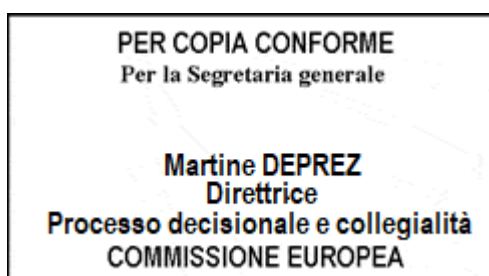 PER COPIA CONFORME
Per la Segretaria generale
Martine DEPREZ
Direttrice
Processo decisionale e collegialità
COMMISSIONE EUROPEA